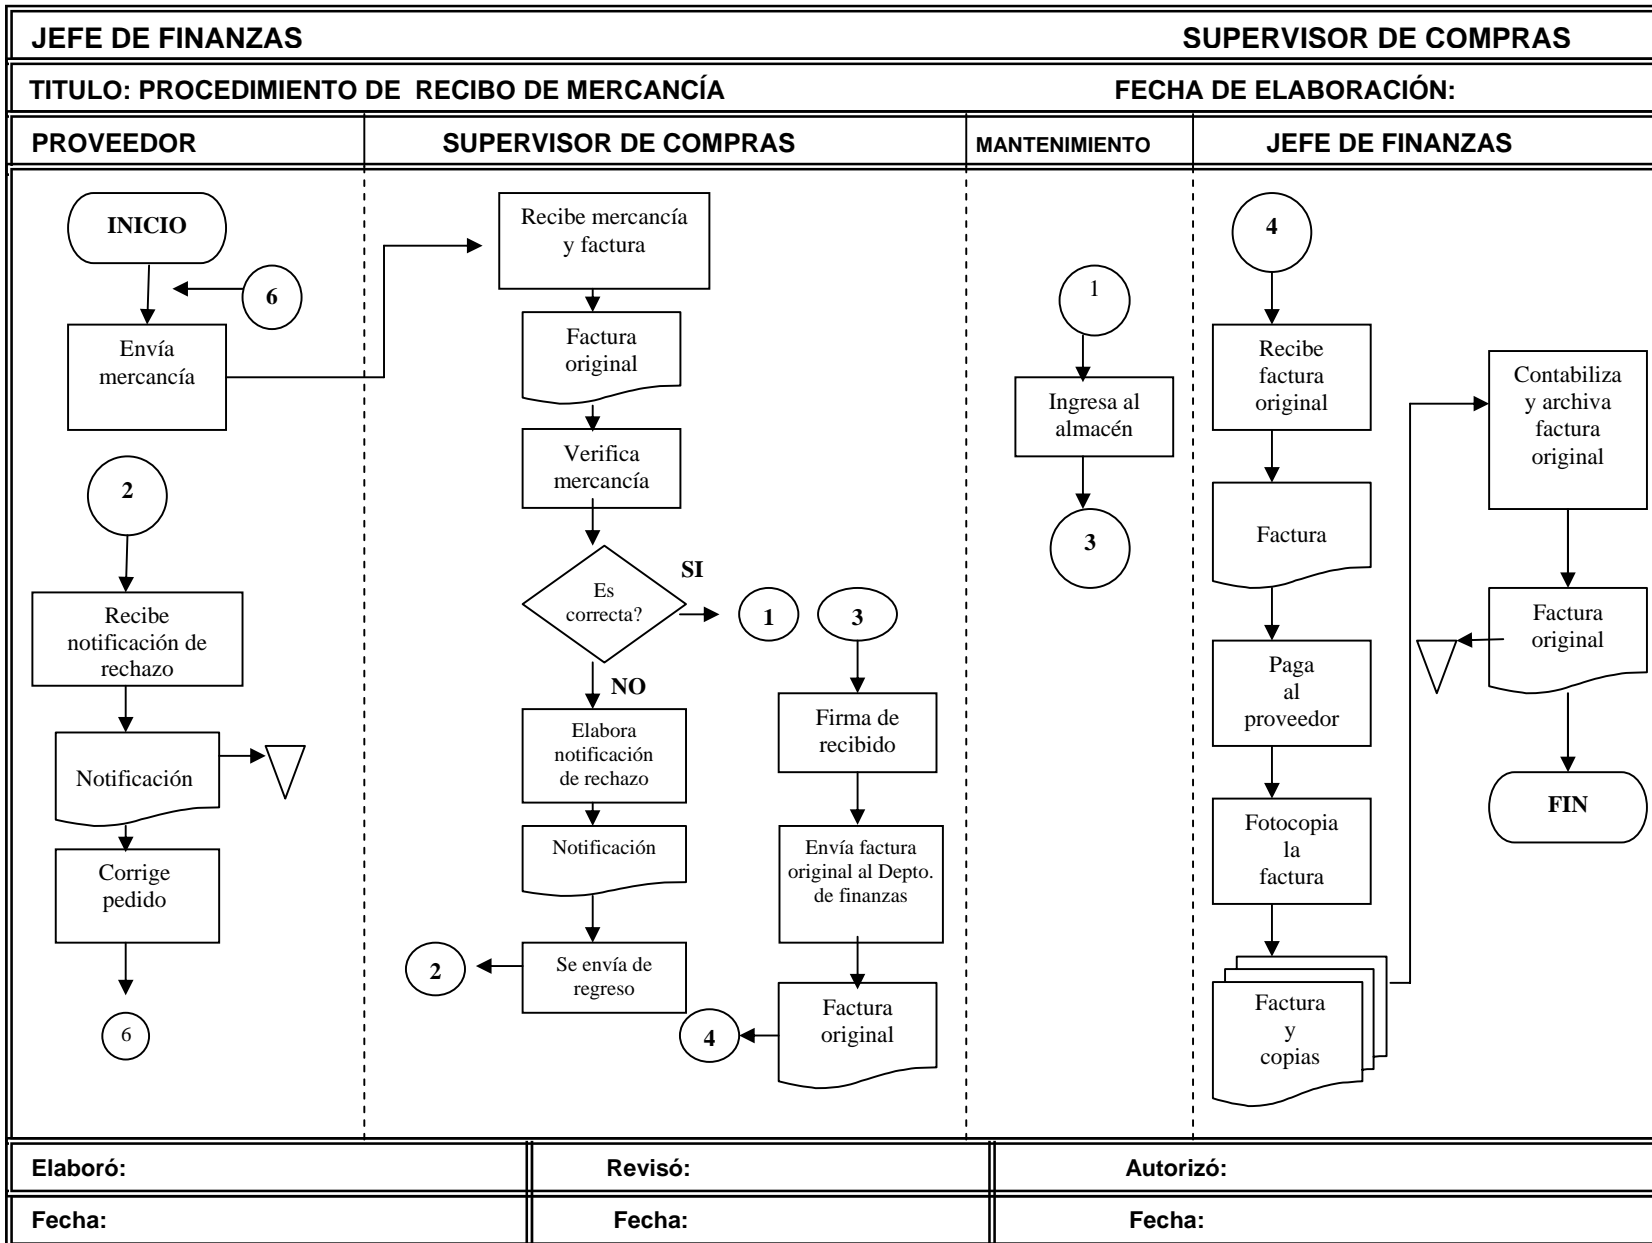 JEFE DE FINANZAS SUPERVISOR DE COMPRAS
TITULO: PROCEDIMIENTO DE RECIBO DE MERCANCÍA FECHA DE ELABORACIÓN:
PROVEEDOR SUPERVISOR DE COMPRAS MANTENIMIENTO JEFE DE FINANZAS
INICIO
6
Envía
mercancía
2
Recibe
notificación de
rechazo
Notificación
Corrige
pedido
6
Recibe mercancía
y factura
Factura
original
Verifica
mercancía
Es
correcta?
SI
1
NO
Elabora
notificación
de rechazo
Notificación
Se envía de
regreso
2
3
Firma de
recibido
Envía factura
original al Depto.
de finanzas
Factura
original
4
1
Ingresa al
almacén
3
4
Recibe
factura
original
Factura
Paga
al
proveedor
Fotocopia
la
factura
Factura
y
copias
Contabiliza
y archiva
factura
original
Factura
original
FIN
Elaboró: Revisó: Autorizó:
Fecha: Fecha: Fecha: